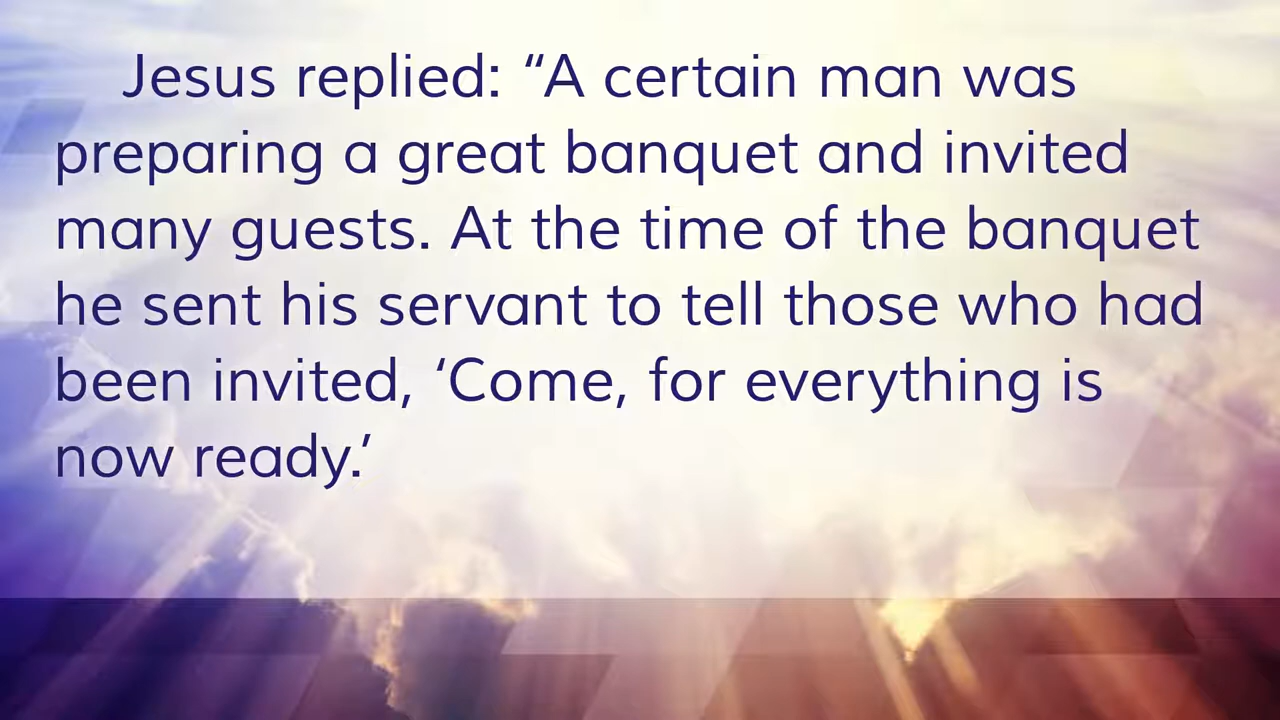 Jesus replied: “A certain man was
preparing a great banquet and invited
many guests. At the time of the banquet
he sent his servant to tell those who had
been invited, ‘Come, for everything is
now ready.’